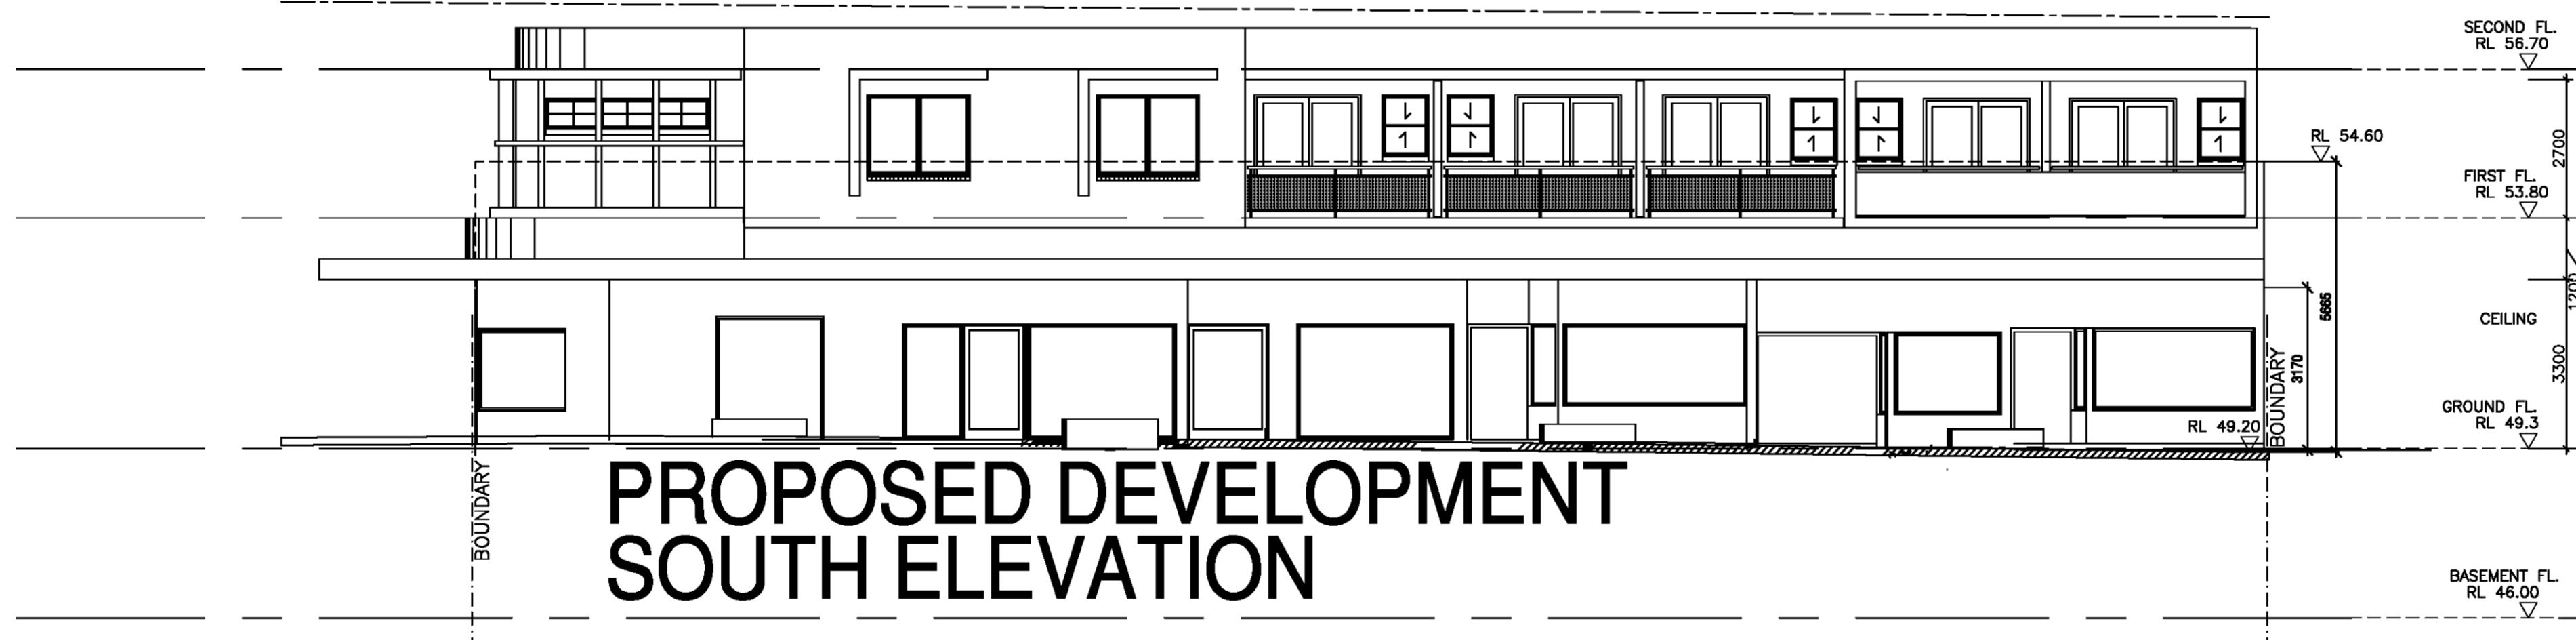 SECOND FL.
RL 56.70
RL 54.60
2700
FIRST FL.
RL 53.80
1200
5665
CEILING
BOUNDARY
3170
3300
GROUND FL.
RL 49.3
RL 49.20
BOUNDARY
PROPOSED DEVELOPMENT
SOUTH ELEVATION
BASEMENT FL.
RL 46.00